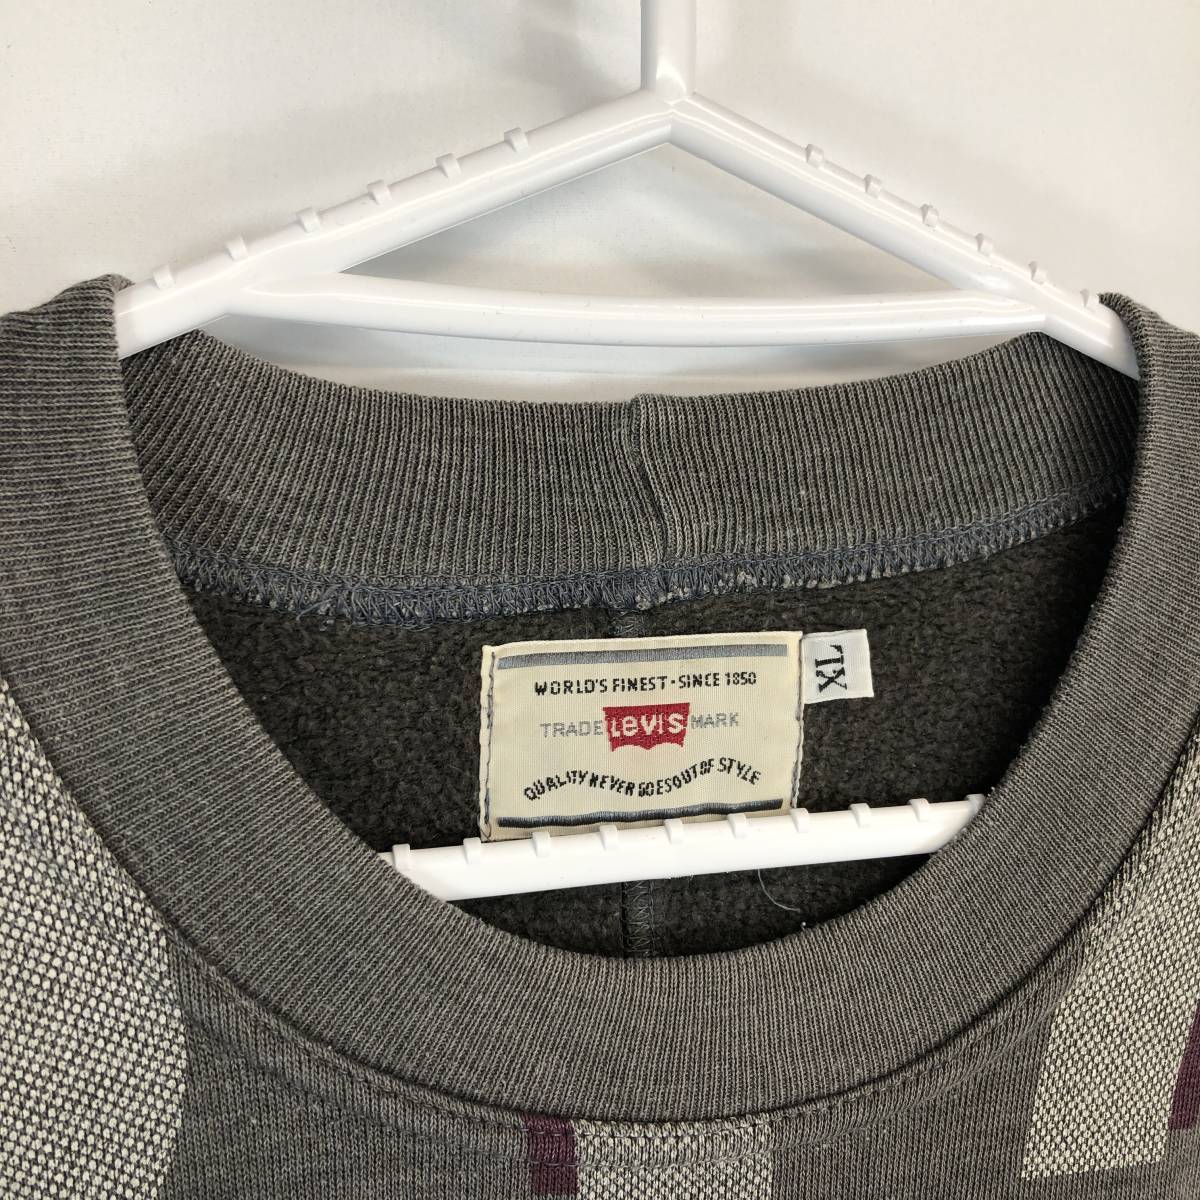 WORLD'S FINEST · SINCE 1850
TRADE LEVI'S MARK
QUALITY NEVER GOES OUT OF STYLE
XL